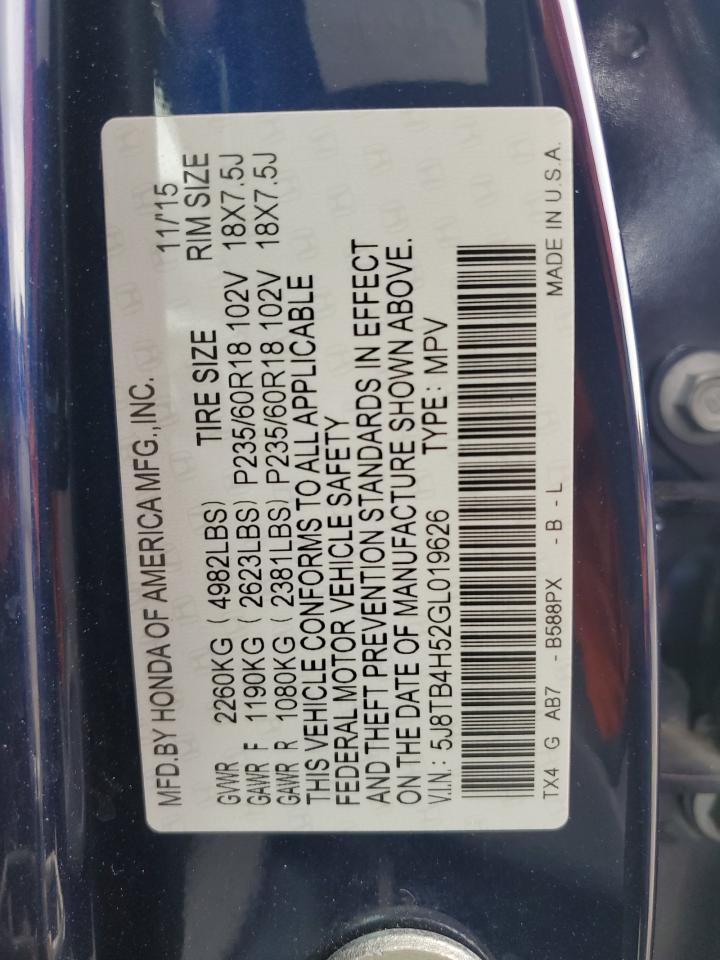 MFD.BY HONDA OF AMERICA MFG.,INC. 11/'15
TIRE SIZE RIM SIZE
GVWR 2260KG (4982LBS)
GAWR F 1190KG (2623LBS) P235/60R18 102V 18X7.5J
GAWR R 1080KG (2381LBS) P235/60R18 102V 18X7.5J
THIS VEHICLE CONFORMS TO ALL APPLICABLE
FEDERAL MOTOR VEHICLE SAFETY
AND THEFT PREVENTION STANDARDS IN EFFECT
ON THE DATE OF MANUFACTURE SHOWN ABOVE.
V.I.N.: 5J8TB4H52GL019626 TYPE: MPV
TX4 G AB7 - B588PX - B - L MADE IN U.S.A.